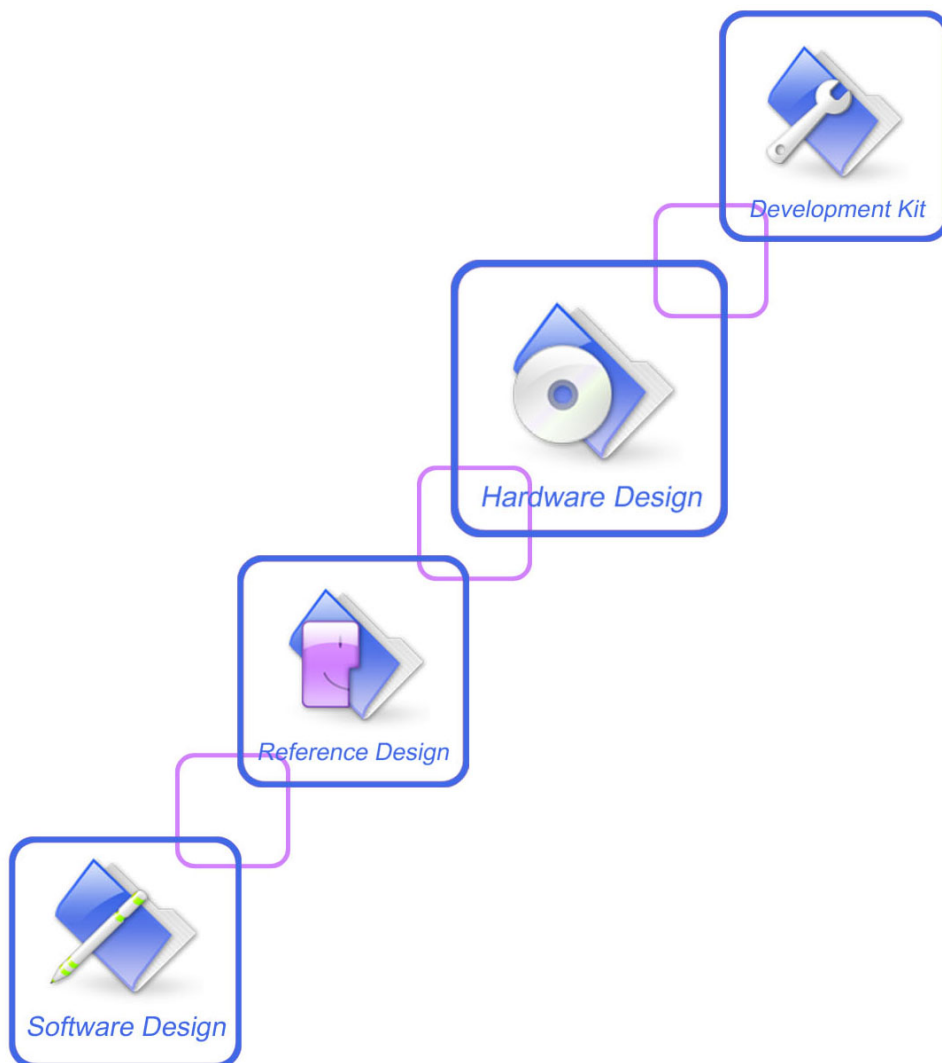 Development Kit
Hardware Design
Reference Design
Software Design